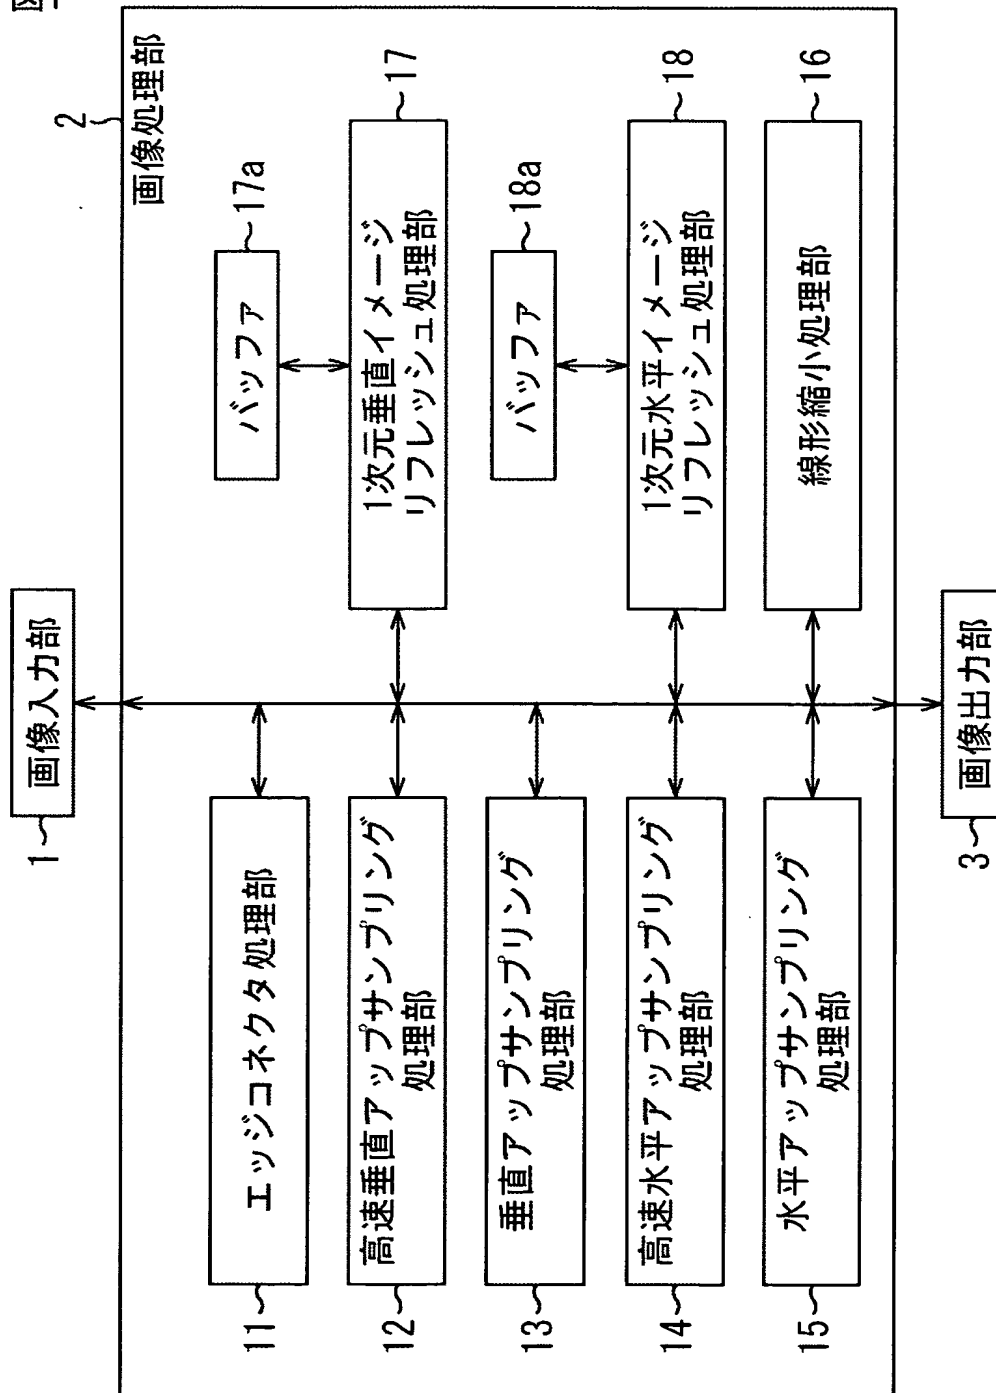 1
画像入力部
2
画像処理部
11
エッジコネクタ処理部
バッファ
17a
12
高速垂直アップサンプリング
処理部
1次元垂直イメージ
リフレッシュ処理部
17
13
垂直アップサンプリング
処理部
バッファ
18a
14
高速水平アップサンプリング
処理部
1次元水平イメージ
リフレッシュ処理部
18
15
水平アップサンプリング
処理部
線形縮小処理部
16
3
画像出力部